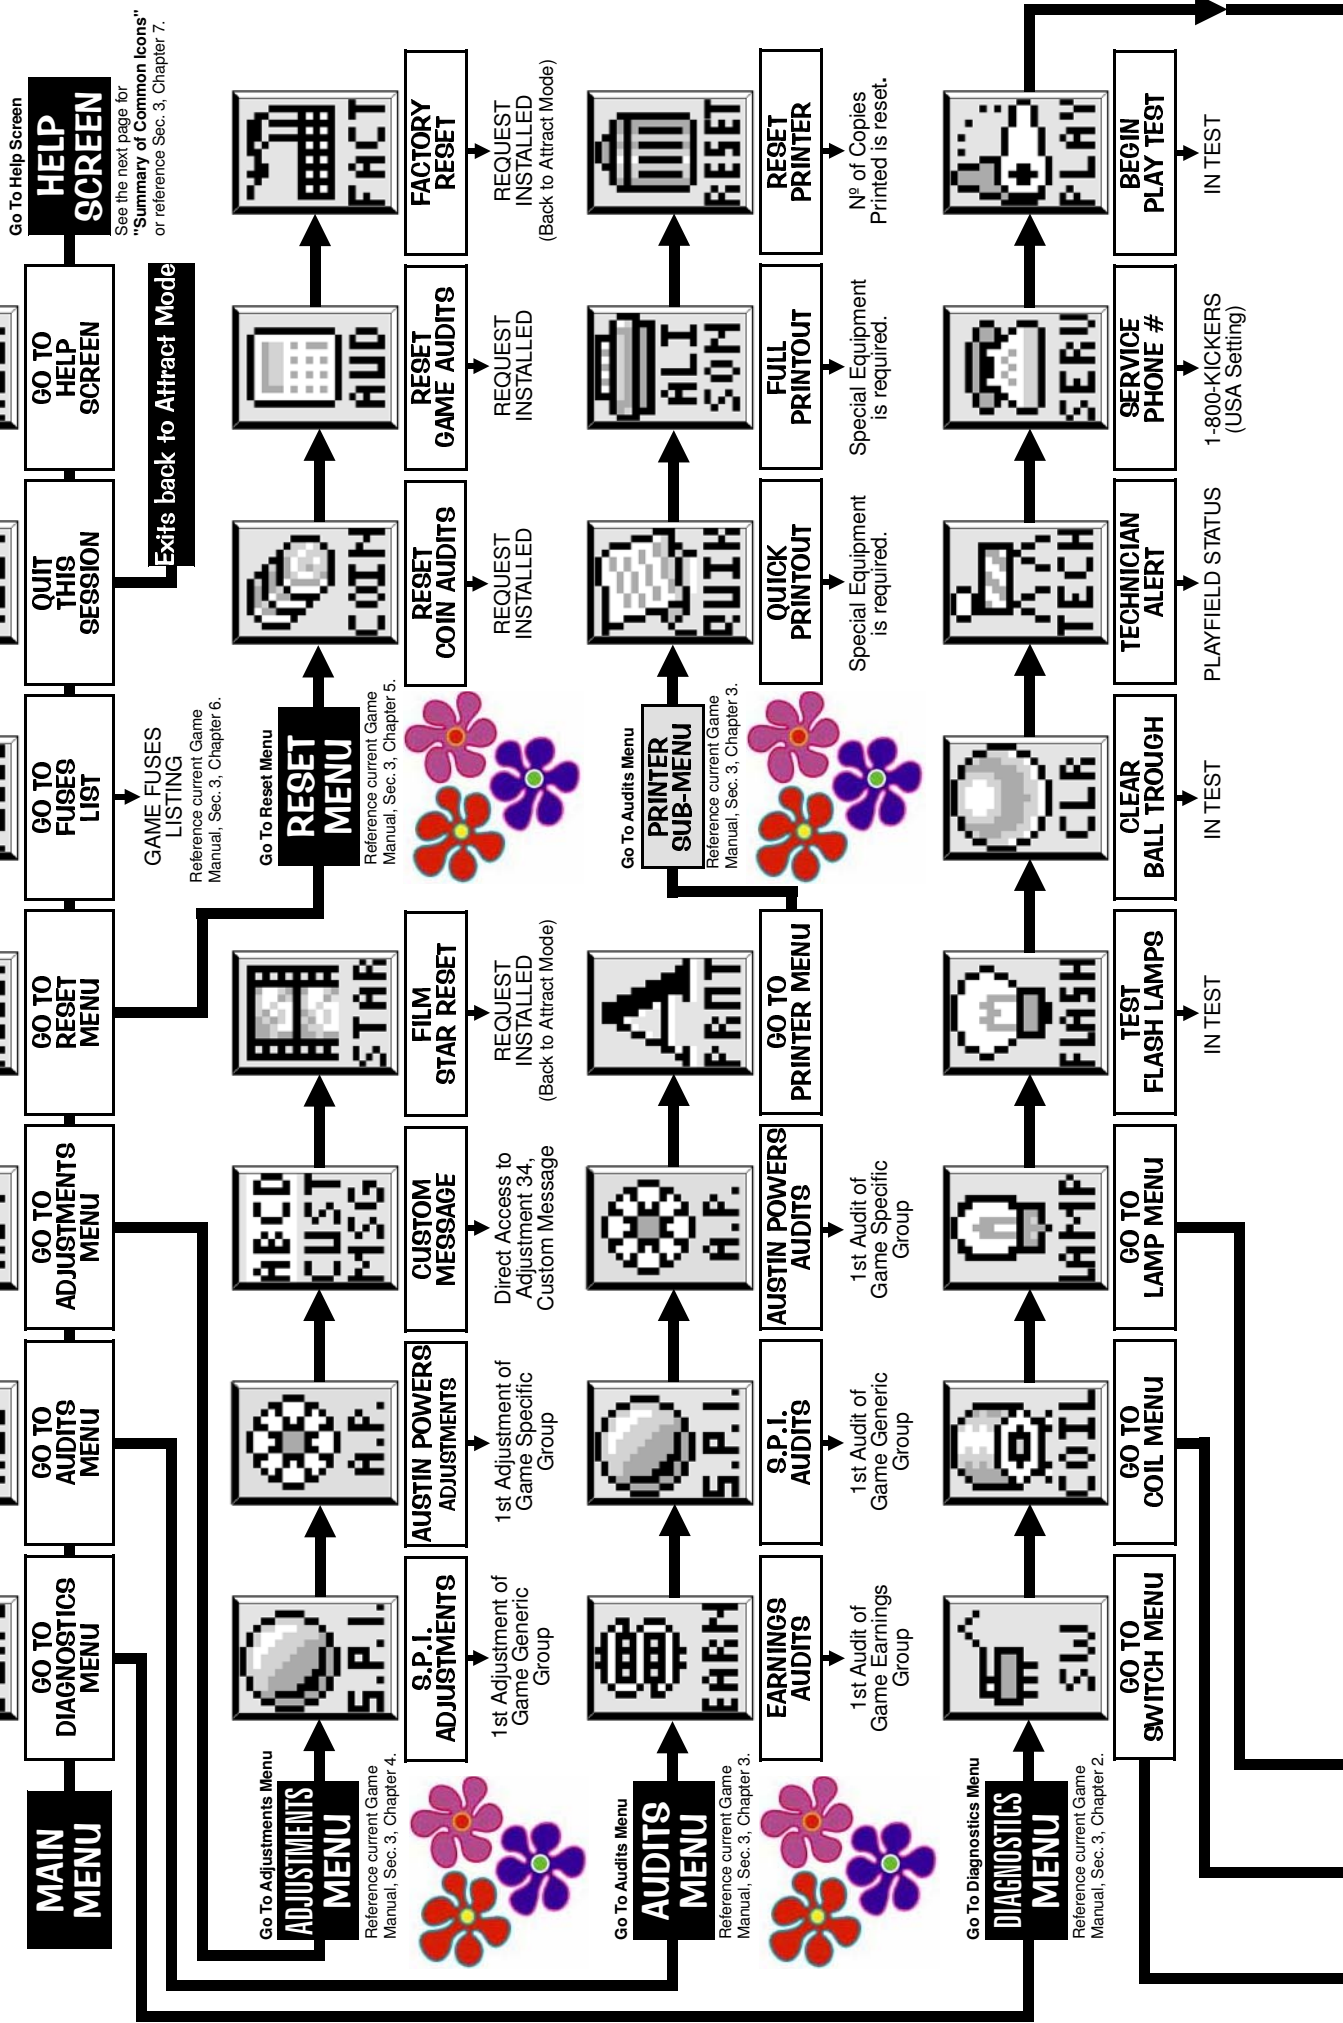 MAIN
MENU
GO TO
DIAGNOSTICS
MENU
GO TO
AUDITS
MENU
GO TO
ADJUSTMENTS
MENU
GO TO
RESET
MENU
GO TO
FUSES
LIST
GAME FUSES
LISTING
Reference current Game
Manual, Sec. 3, Chapter 6.
QUIT
THIS
SESSION
Exits back to Attract Mode
GO TO
HELP
SCREEN
Go To Help Screen
HELP
SCREEN
See the next page for
"Summary of Common Icons"
or reference Sec. 3, Chapter 7.
Go To Adjustments Menu
ADJUSTMENTS
MENU
Reference current Game
Manual, Sec. 3, Chapter 4.
S.P.I.
S.P.I.
ADJUSTMENTS
1st Adjustment of
Game Generic
Group
A.P.
AUSTIN POWERS
ADJUSTMENTS
1st Adjustment of
Game Specific
Group
ABCD
CUST
MSG
CUSTOM
MESSAGE
Direct Access to
Adjustment 34,
Custom Message
STAR
FILM
STAR RESET
REQUEST
INSTALLED
(Back to Attract Mode)
Go To Reset Menu
RESET
MENU
Reference current Game
Manual, Sec. 3, Chapter 5.
COIN
RESET
COIN AUDITS
REQUEST
INSTALLED
AUD
RESET
GAME AUDITS
REQUEST
INSTALLED
FACT
FACTORY
RESET
REQUEST
INSTALLED
(Back to Attract Mode)
Go To Audits Menu
AUDITS
MENU
Reference current Game
Manual, Sec. 3, Chapter 3.
EARN
EARNINGS
AUDITS
1st Audit of
Game Earnings
Group
S.P.I.
S.P.I.
AUDITS
1st Audit of
Game Generic
Group
A.P.
AUSTIN POWERS
AUDITS
1st Audit of
Game Specific
Group
PRNT
GO TO
PRINTER MENU
Go To Audits Menu
PRINTER
SUB-MENU
Reference current Game
Manual, Sec. 3, Chapter 3.
QUIK
QUICK
PRINTOUT
Special Equipment
is required.
ALI
SON
FULL
PRINTOUT
Special Equipment
is required.
RESET
RESET
PRINTER
Nº of Copies
Printed is reset.
Go To Diagnostics Menu
DIAGNOSTICS
MENU
Reference current Game
Manual, Sec. 3, Chapter 2.
SW
GO TO
SWITCH MENU
COIL
GO TO
COIL MENU
LAMP
GO TO
LAMP MENU
FLASH
TEST
FLASH LAMPS
IN TEST
CLR
CLEAR
BALL TROUGH
IN TEST
TECH
TECHNICIAN
ALERT
PLAYFIELD STATUS
SERV
SERVICE
PHONE #
1-800-KICKERS
(USA Setting)
PLAY
BEGIN
PLAY TEST
IN TEST